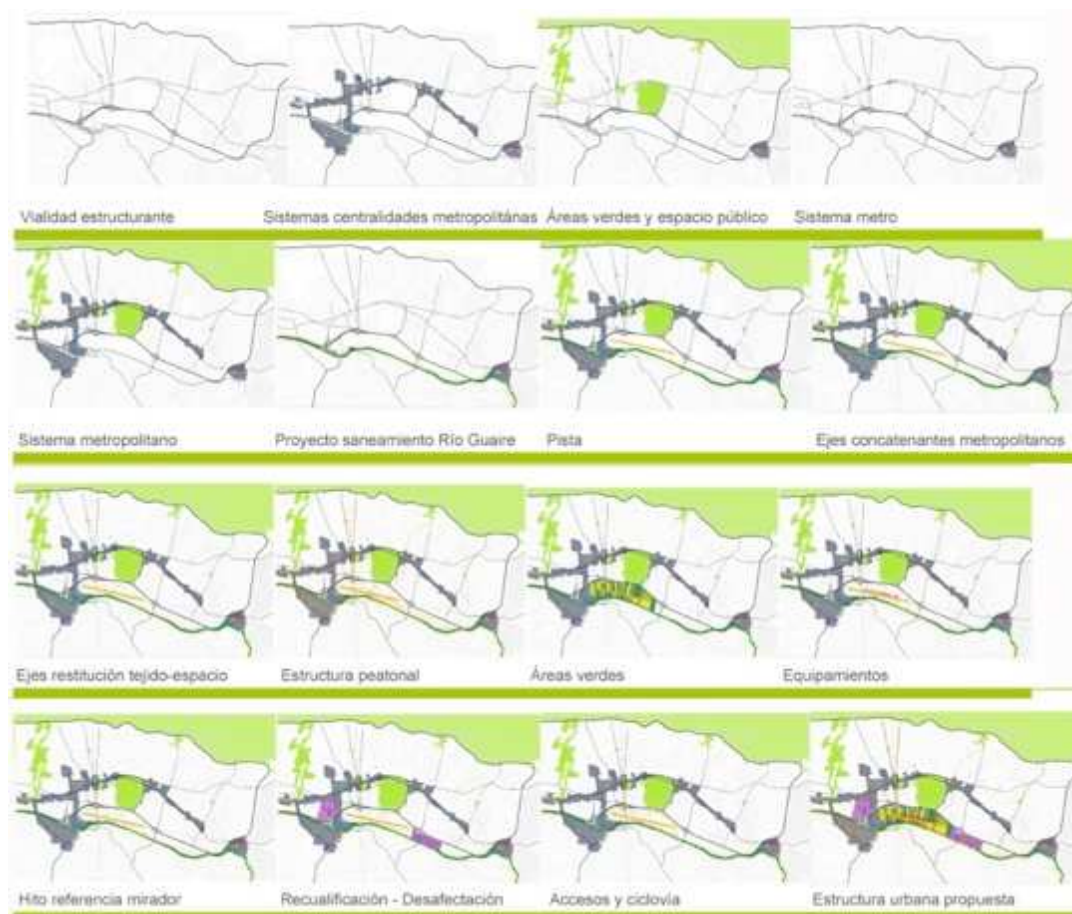 Vialidad estructurante
Sistemas centralidades metropolitánas
Áreas verdes y espacio público
Sistema metro
Sistema metropolitano
Proyecto saneamiento Río Guaire
Pista
Ejes concatenantes metropolitanos
Ejes restitución tejido-espacio
Estructura peatonal
Áreas verdes
Equipamientos
Hito referencia mirador
Recualificación - Desafectación
Accesos y ciclovía
Estructura urbana propuesta